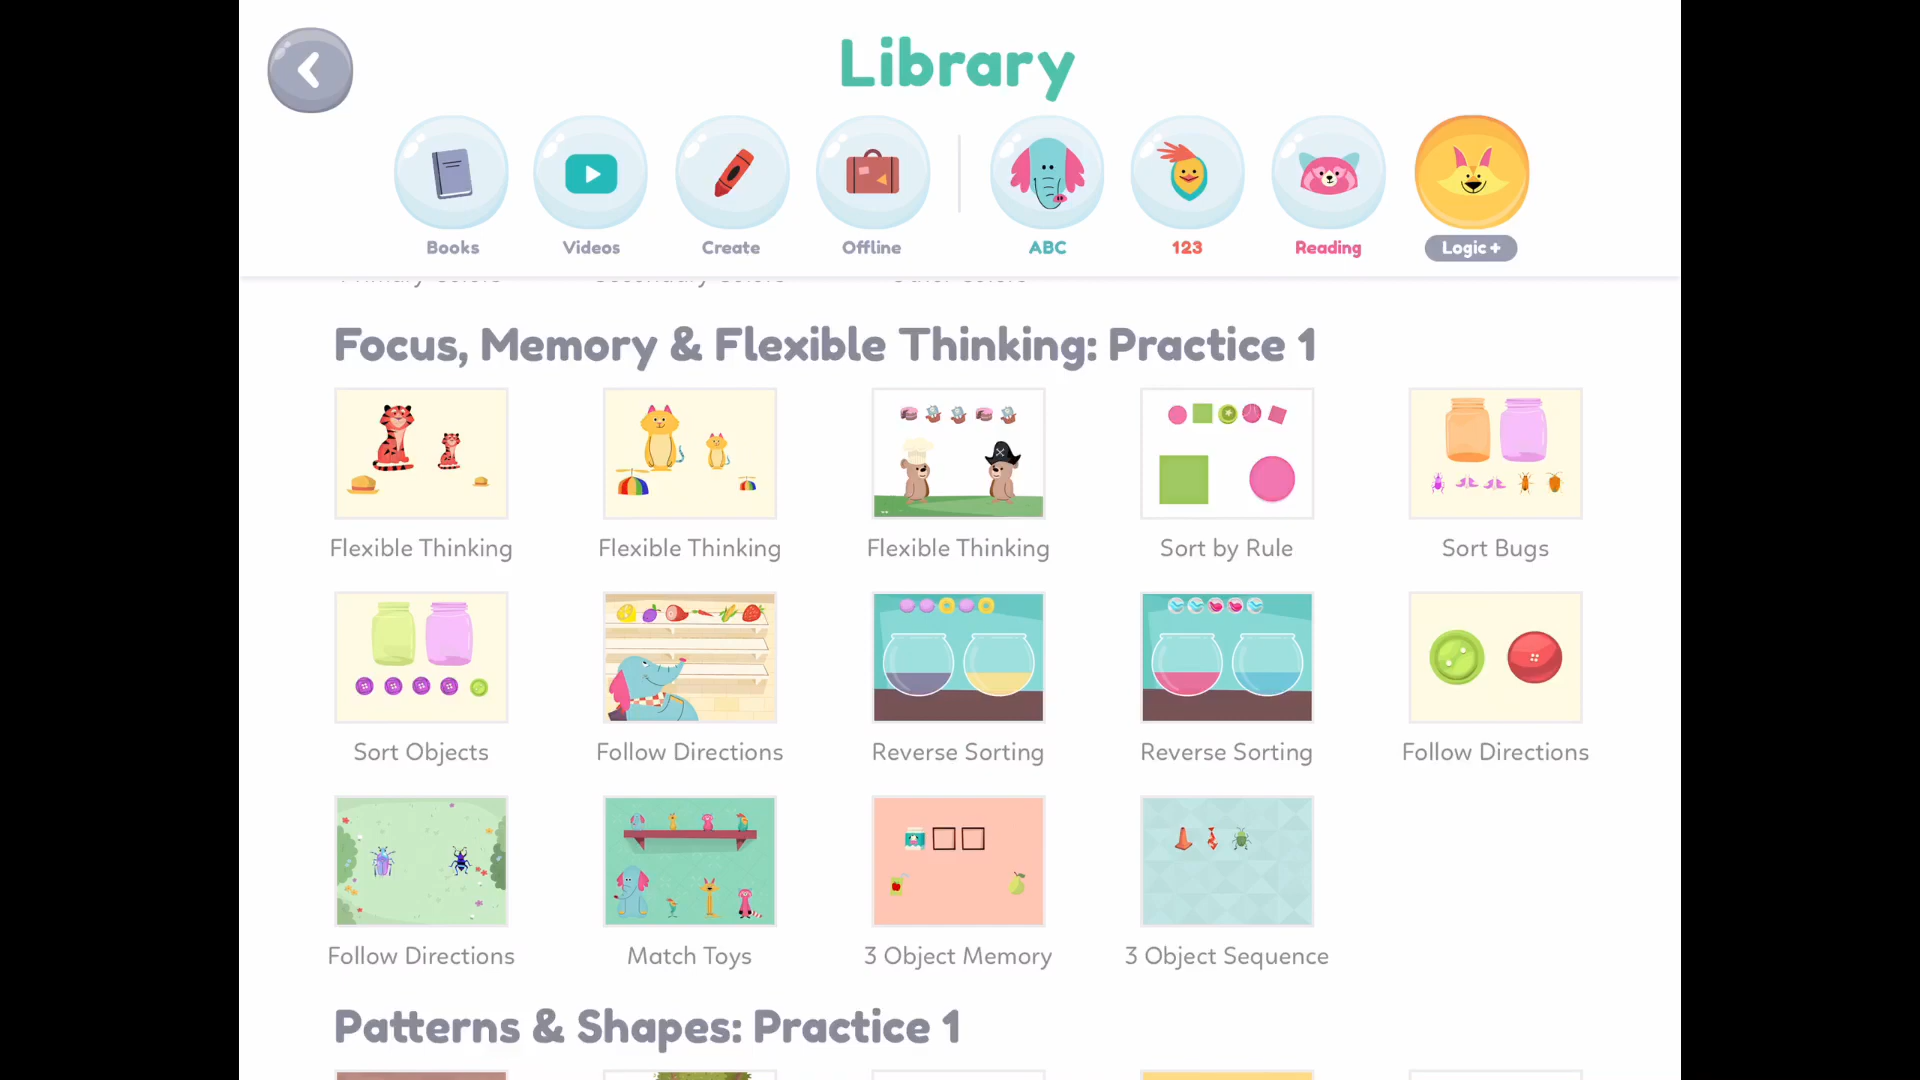 Library
Books
Videos
Create
Offline
ABC
123
Reading
Logic+
Focus, Memory & Flexible Thinking: Practice 1
Flexible Thinking
Flexible Thinking
Flexible Thinking
Sort by Rule
Sort Bugs
Sort Objects
Follow Directions
Reverse Sorting
Reverse Sorting
Follow Directions
Follow Directions
Match Toys
3 Object Memory
3 Object Sequence
Patterns & Shapes: Practice 1